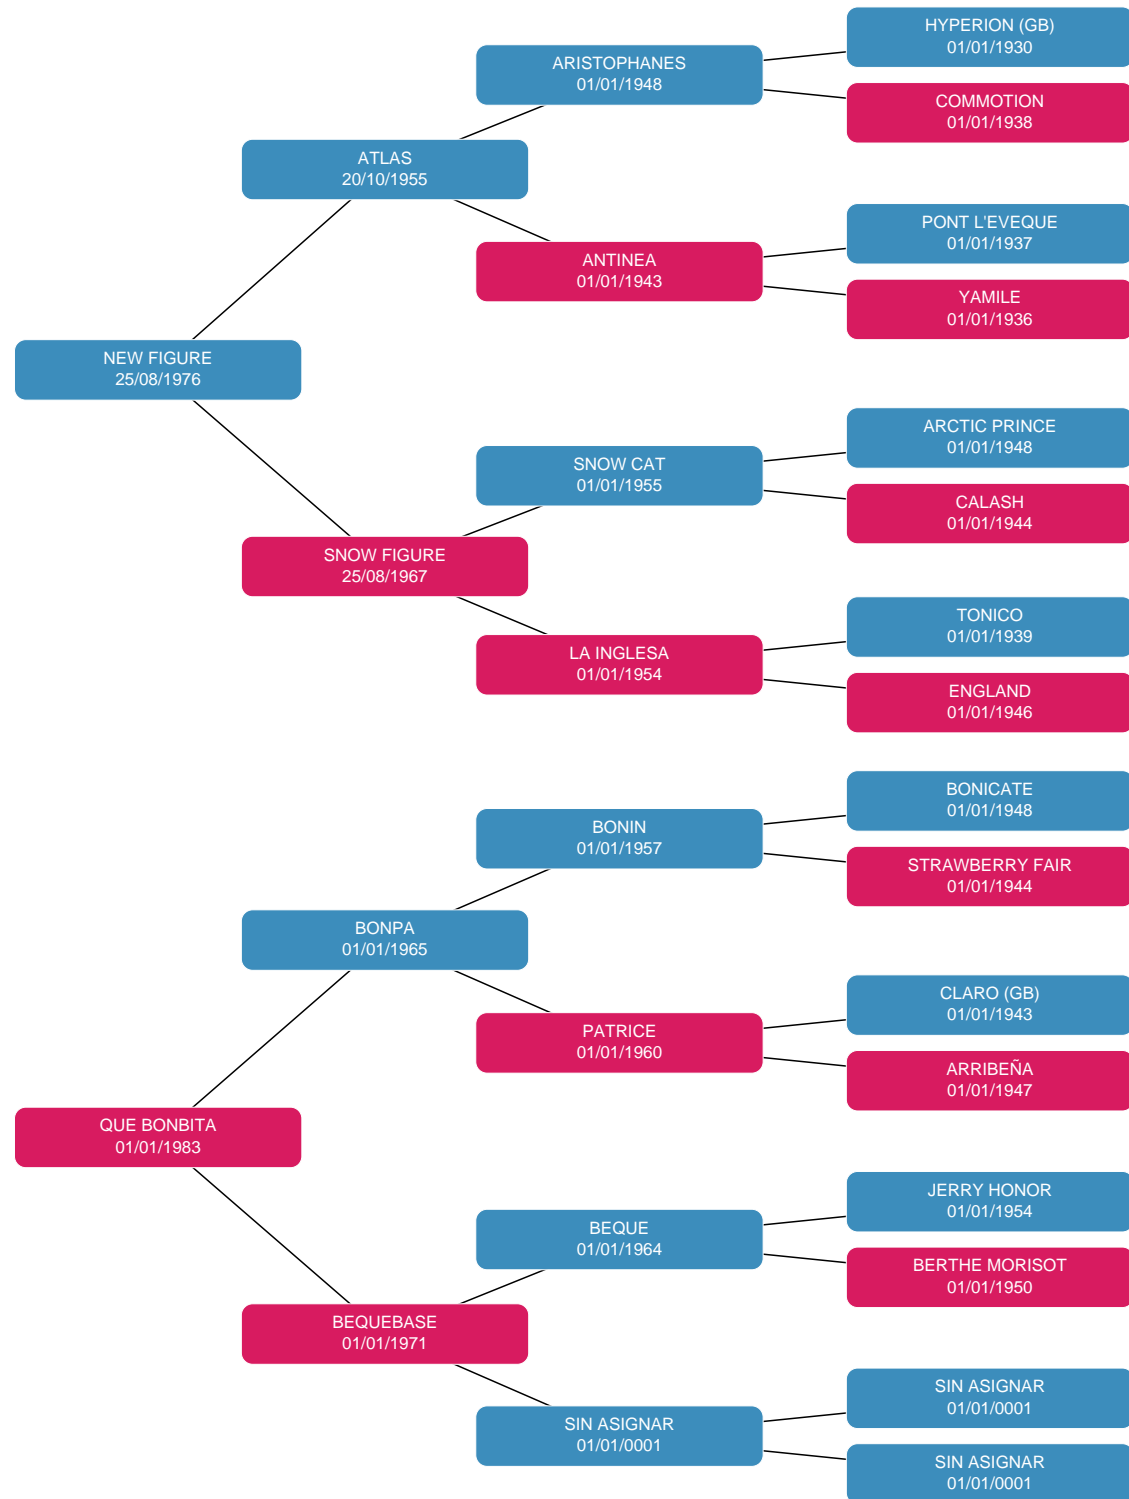 HYPERION (GB)
01/01/1930
ARISTOPHANES
01/01/1948
COMMOTION
01/01/1938
ATLAS
20/10/1955
PONT L'EVEQUE
01/01/1937
ANTINEA
01/01/1943
YAMILE
01/01/1936
NEW FIGURE
25/08/1976
ARCTIC PRINCE
01/01/1948
SNOW CAT
01/01/1955
CALASH
01/01/1944
SNOW FIGURE
25/08/1967
TONICO
01/01/1939
LA INGLESA
01/01/1954
ENGLAND
01/01/1946
BONICATE
01/01/1948
BONIN
01/01/1957
STRAWBERRY FAIR
01/01/1944
BONPA
01/01/1965
CLARO (GB)
01/01/1943
PATRICE
01/01/1960
ARRIBEÑA
01/01/1947
QUE BONBITA
01/01/1983
JERRY HONOR
01/01/1954
BEQUE
01/01/1964
BERTHE MORISOT
01/01/1950
BEQUEBASE
01/01/1971
SIN ASIGNAR
01/01/0001
SIN ASIGNAR
01/01/0001
SIN ASIGNAR
01/01/0001